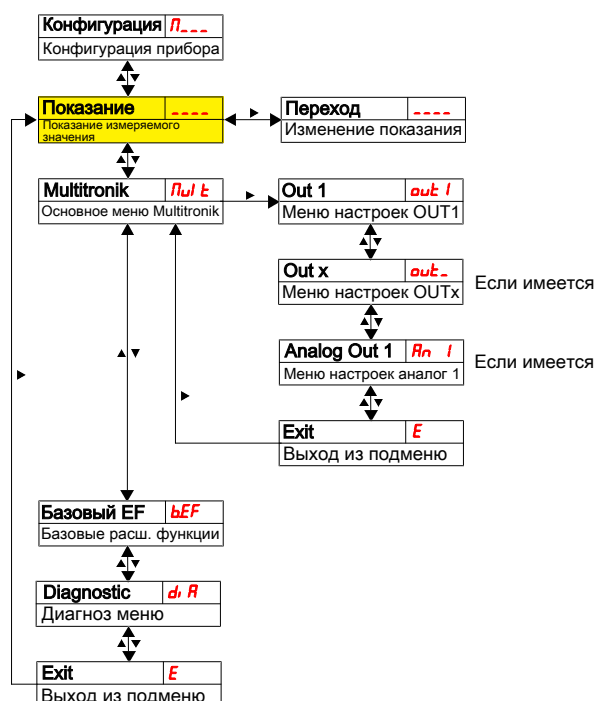 Конфигурация П___
Конфигурация прибора
Показание ----
Показание измеряемого
значения
Переход ----
Изменение показания
Multitronik Пult
Основное меню Multitronik
Out 1 out 1
Меню настроек OUT1
Out x out_
Меню настроек OUTx
Если имеется
Analog Out 1 An 1
Меню настроек аналог 1
Если имеется
Exit E
Выход из подменю
Базовый EF bEF
Базовые расш. функции
Diagnostic diA
Диагноз меню
Exit E
Выход из подменю